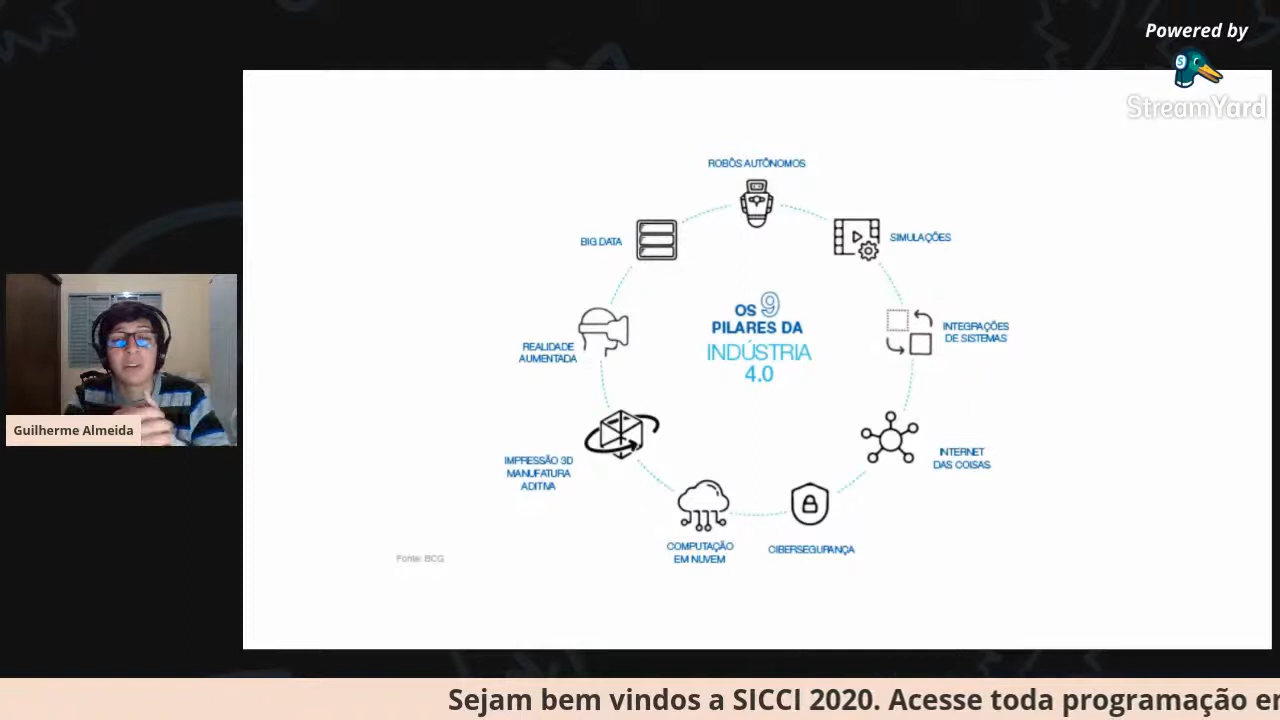 Powered by
StreamYard
ROBÔS AUTÔNOMOS
BIG DATA
SIMULAÇÕES
OS 9
PILARES DA
INDÚSTRIA
4.0
INTEGRAÇÕES
DE SISTEMAS
REALIDADE
AUMENTADA
INTERNET
DAS COISAS
IMPRESSÃO 3D
MANUFATURA
ADITIVA
COMPUTAÇÃO
EM NUVEM
CIBERSEGURANÇA
Fonte: BCG
Guilherme Almeida
Sejam bem vindos a SICCI 2020. Acesse toda programação